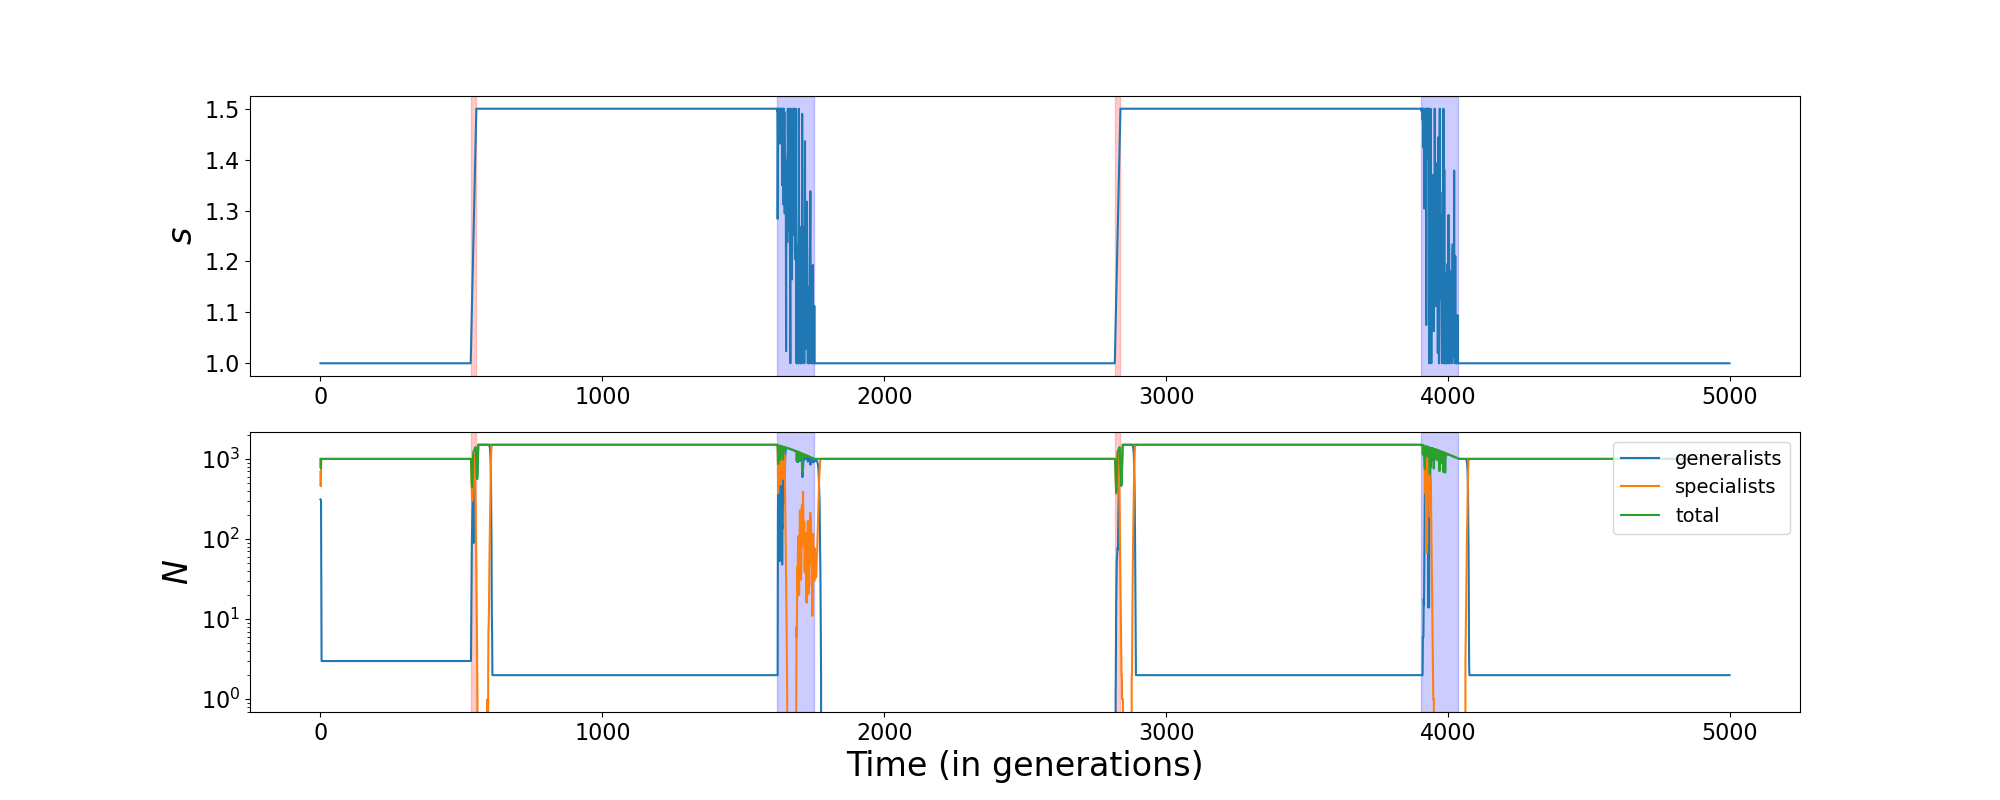 s
1.5
1.4
1.3
1.2
1.1
1.0
0 1000 2000 3000 4000 5000
N
10³
10²
10¹
10⁰
generalists
specialists
total
0 1000 2000 3000 4000 5000
Time (in generations)